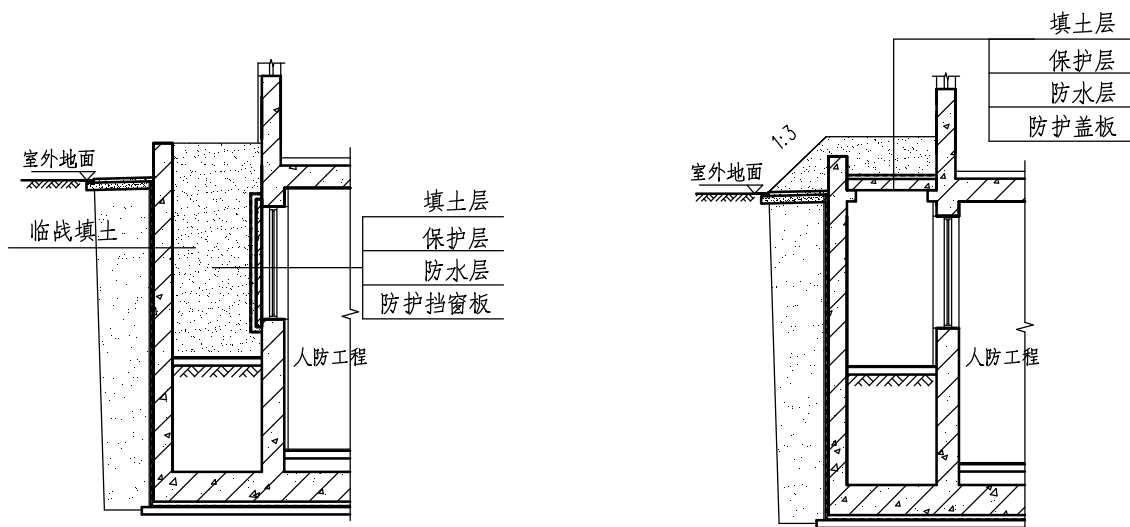 室外地面
临战填土
填土层
保护层
防水层
防护挡窗板
人防工程
填土层
保护层
防水层
防护盖板
1:3
室外地面
人防工程